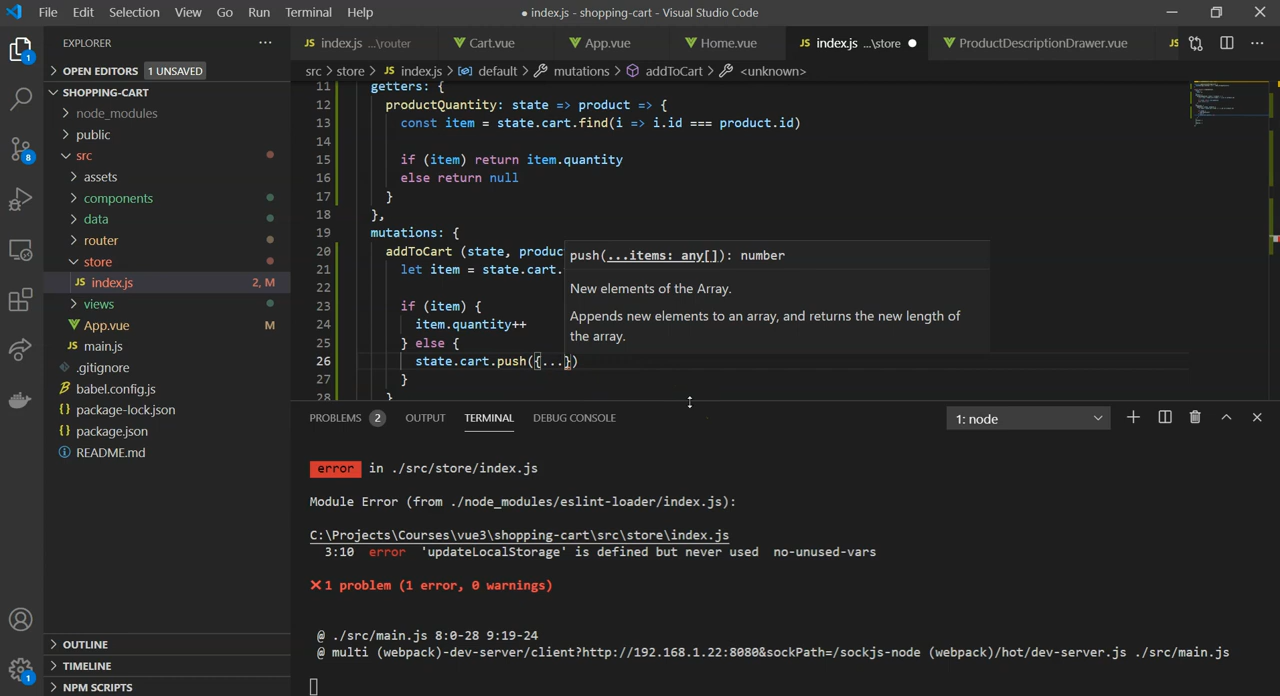 File Edit Selection View Go Run Terminal Help
● index.js - shopping-cart - Visual Studio Code
EXPLORER
JS index.js ...\router
Cart.vue
App.vue
Home.vue
JS index.js ...\store ●
ProductDescriptionDrawer.vue
JS
OPEN EDITORS 1 UNSAVED
src > store > JS index.js > default > mutations > addToCart > <unknown>
SHOPPING-CART
node_modules
public
src
assets
components
data
router
store
JS index.js 2, M
views
App.vue M
JS main.js
.gitignore
babel.config.js
{} package-lock.json
{} package.json
README.md
OUTLINE
TIMELINE
NPM SCRIPTS
1
8
1
11 getters: {
12 productQuantity: state => product => {
13 const item = state.cart.find(i => i.id === product.id)
14
15 if (item) return item.quantity
16 else return null
17 }
18 },
19 mutations: {
20 addToCart (state, produc
21 let item = state.cart.
22
23 if (item) {
24 item.quantity++
25 } else {
26 state.cart.push({...})
27 }
28 }
push(...items: any[]): number
New elements of the Array.
Appends new elements to an array, and returns the new length of
the array.
PROBLEMS 2 OUTPUT TERMINAL DEBUG CONSOLE 1: node
error in ./src/store/index.js
Module Error (from ./node_modules/eslint-loader/index.js):
C:\Projects\Courses\vue3\shopping-cart\src\store\index.js
3:10 error 'updateLocalStorage' is defined but never used no-unused-vars
✕ 1 problem (1 error, 0 warnings)
@ ./src/main.js 8:0-28 9:19-24
@ multi (webpack)-dev-server/client?http://192.168.1.22:8080&sockPath=/sockjs-node (webpack)/hot/dev-server.js ./src/main.js